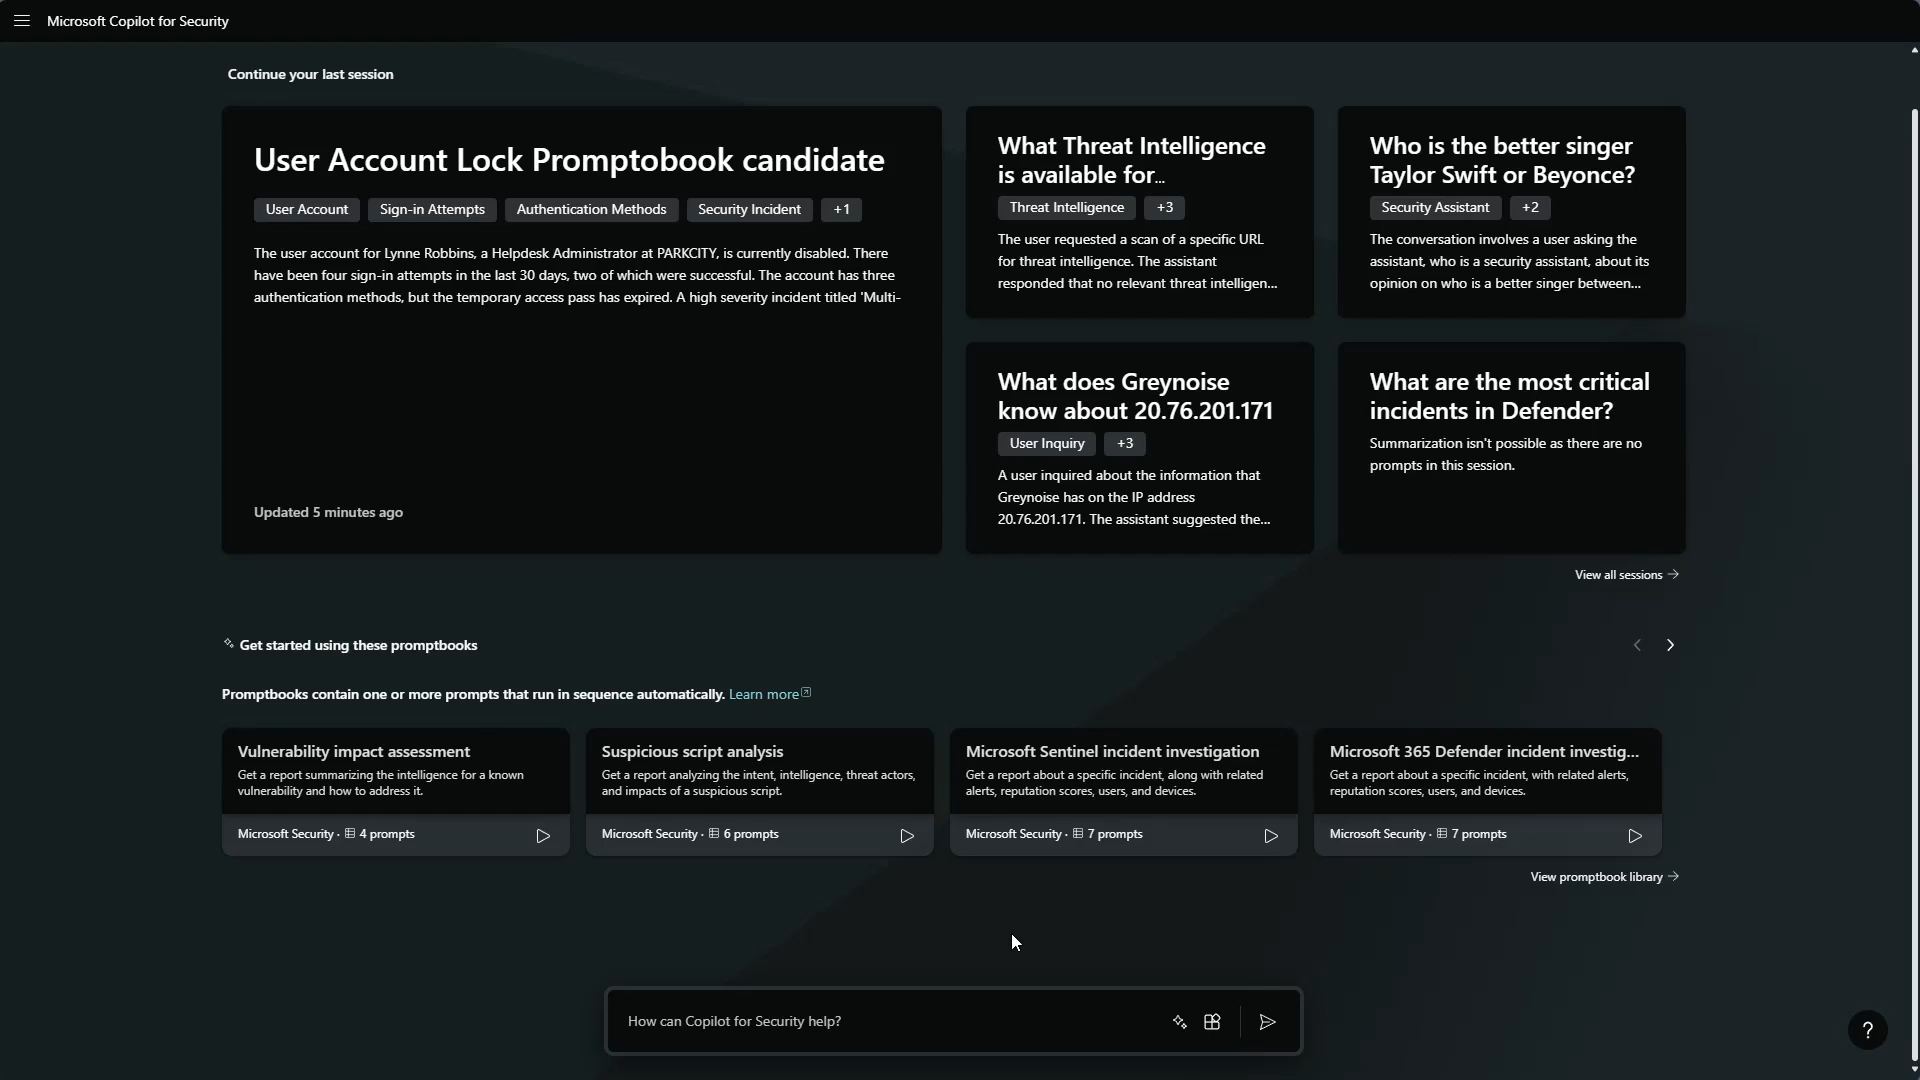 Microsoft Copilot for Security
Continue your last session
User Account Lock Promptobook candidate
User Account
Sign-in Attempts
Authentication Methods
Security Incident
+1
The user account for Lynne Robbins, a Helpdesk Administrator at PARKCITY, is currently disabled. There
have been four sign-in attempts in the last 30 days, two of which were successful. The account has three
authentication methods, but the temporary access pass has expired. A high severity incident titled 'Multi-
Updated 5 minutes ago
What Threat Intelligence
is available for...
Threat Intelligence
+3
The user requested a scan of a specific URL
for threat intelligence. The assistant
responded that no relevant threat intelligen...
Who is the better singer
Taylor Swift or Beyonce?
Security Assistant
+2
The conversation involves a user asking the
assistant, who is a security assistant, about its
opinion on who is a better singer between...
What does Greynoise
know about 20.76.201.171
User Inquiry
+3
A user inquired about the information that
Greynoise has on the IP address
20.76.201.171. The assistant suggested the...
What are the most critical
incidents in Defender?
Summarization isn't possible as there are no
prompts in this session.
View all sessions
Get started using these promptbooks
Promptbooks contain one or more prompts that run in sequence automatically. Learn more
Vulnerability impact assessment
Get a report summarizing the intelligence for a known
vulnerability and how to address it.
Microsoft Security · 4 prompts
Suspicious script analysis
Get a report analyzing the intent, intelligence, threat actors,
and impacts of a suspicious script.
Microsoft Security · 6 prompts
Microsoft Sentinel incident investigation
Get a report about a specific incident, along with related
alerts, reputation scores, users, and devices.
Microsoft Security · 7 prompts
Microsoft 365 Defender incident investig...
Get a report about a specific incident, with related alerts,
reputation scores, users, and devices.
Microsoft Security · 7 prompts
View promptbook library
How can Copilot for Security help?
?